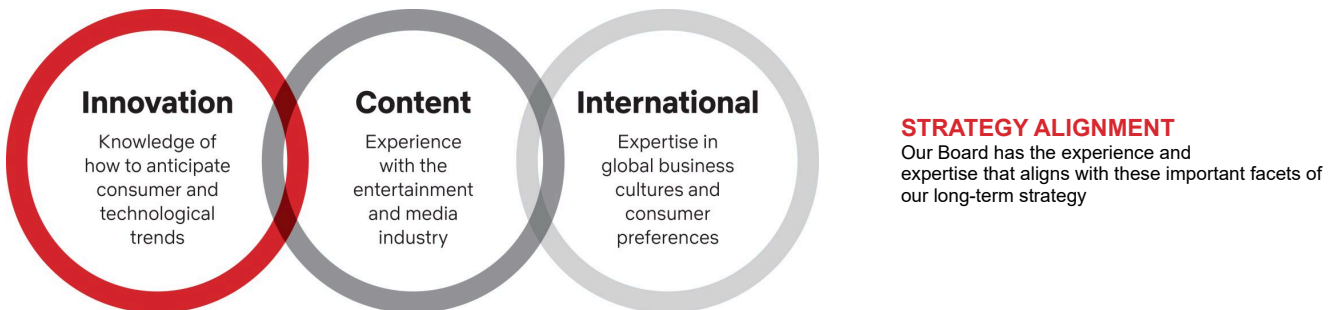 Innovation
Knowledge of
how to anticipate
consumer and
technological
trends
Content
Experience
with the
entertainment
and media
industry
International
Expertise in
global business
cultures and
consumer
preferences
STRATEGY ALIGNMENT
Our Board has the experience and
expertise that aligns with these important facets of
our long-term strategy